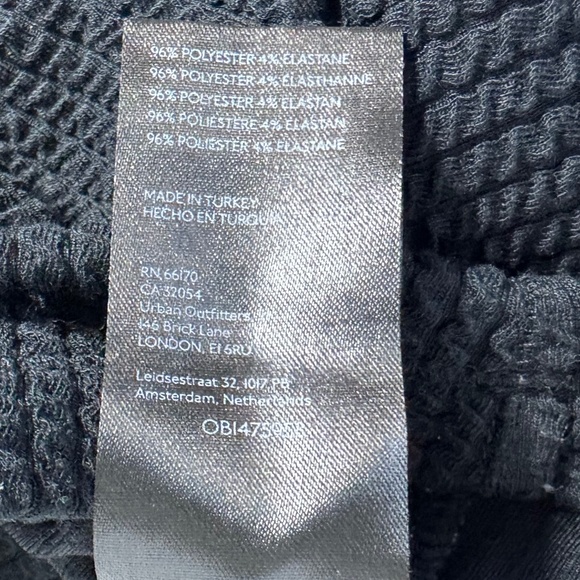 96% POLYESTER 4% ELASTANE
96% POLYESTER 4% ELASTHANNE
96% POLYESTER 4% ELASTAN
96% POLIESTERE 4% ELASTAN
96% POLIESTER 4% ELASTANE
MADE IN TURKEY
HECHO EN TURQUIA
RN 66170
CA 32054
Urban Outfitters
146 Brick Lane
LONDON, E1 6RU
Leidsestraat 32, 1017 PB
Amsterdam, Netherlands